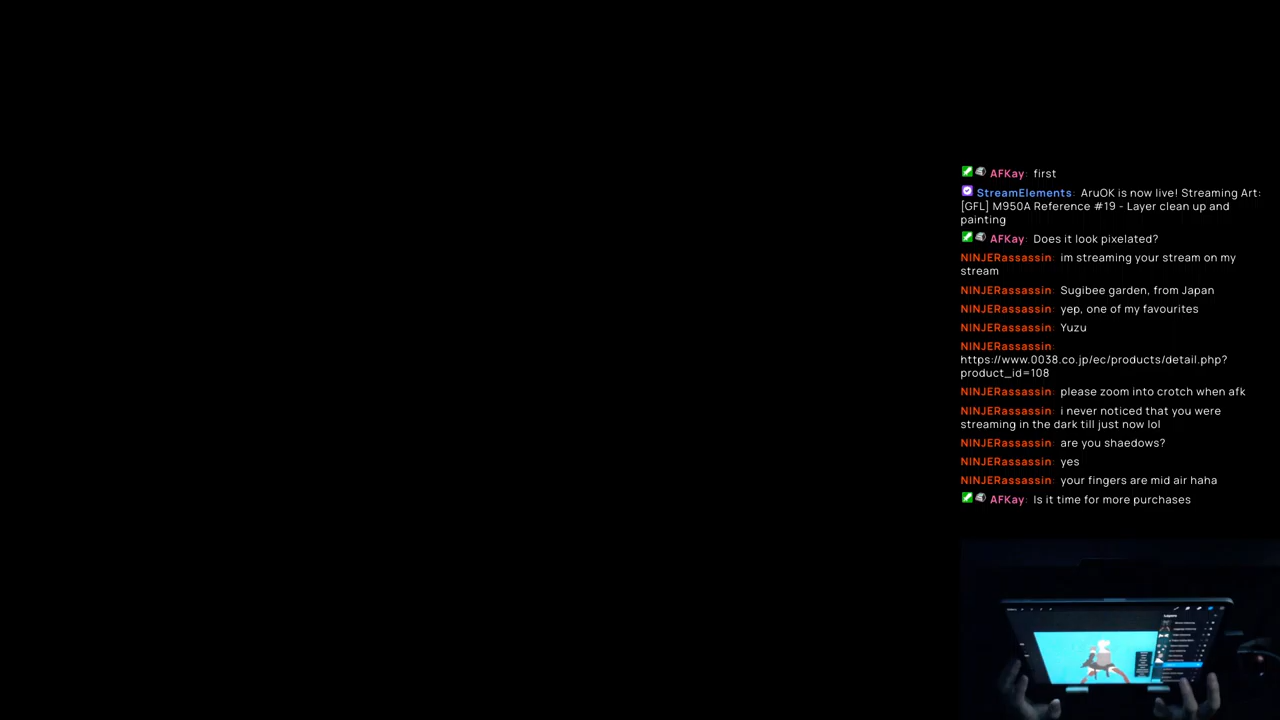 AFKay: first
StreamElements: AruOK is now live! Streaming Art:
[GFL] M950A Reference #19 - Layer clean up and
painting
AFKay: Does it look pixelated?
NINJERassassin: im streaming your stream on my
stream
NINJERassassin: Sugibee garden, from Japan
NINJERassassin: yep, one of my favourites
NINJERassassin: Yuzu
NINJERassassin:
https://www.0038.co.jp/ec/products/detail.php?
product_id=108
NINJERassassin: please zoom into crotch when afk
NINJERassassin: i never noticed that you were
streaming in the dark till just now lol
NINJERassassin: are you shaedows?
NINJERassassin: yes
NINJERassassin: your fingers are mid air haha
AFKay: Is it time for more purchases
Layers